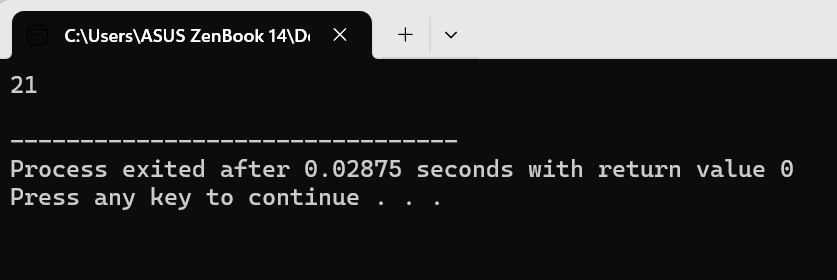 C:\Users\ASUS ZenBook 14\D
21
--------------------------------
Process exited after 0.02875 seconds with return value 0
Press any key to continue . . .